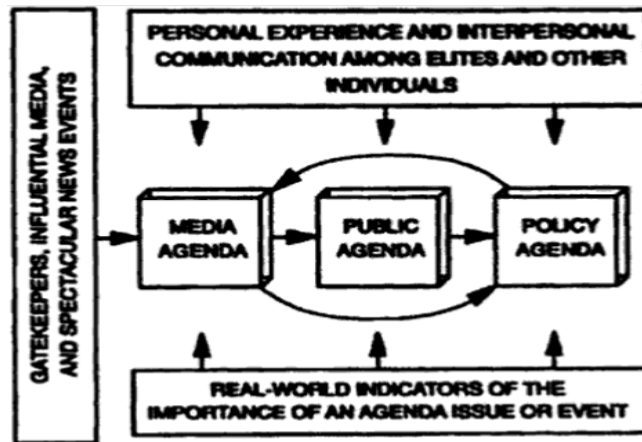 GATEKEEPERS, INFLUENTIAL MEDIA,
AND SPECTACULAR NEWS EVENTS
PERSONAL EXPERIENCE AND INTERPERSONAL
COMMUNICATION AMONG ELITES AND OTHER
INDIVIDUALS
MEDIA
AGENDA
PUBLIC
AGENDA
POLICY
AGENDA
REAL-WORLD INDICATORS OF THE
IMPORTANCE OF AN AGENDA ISSUE OR EVENT